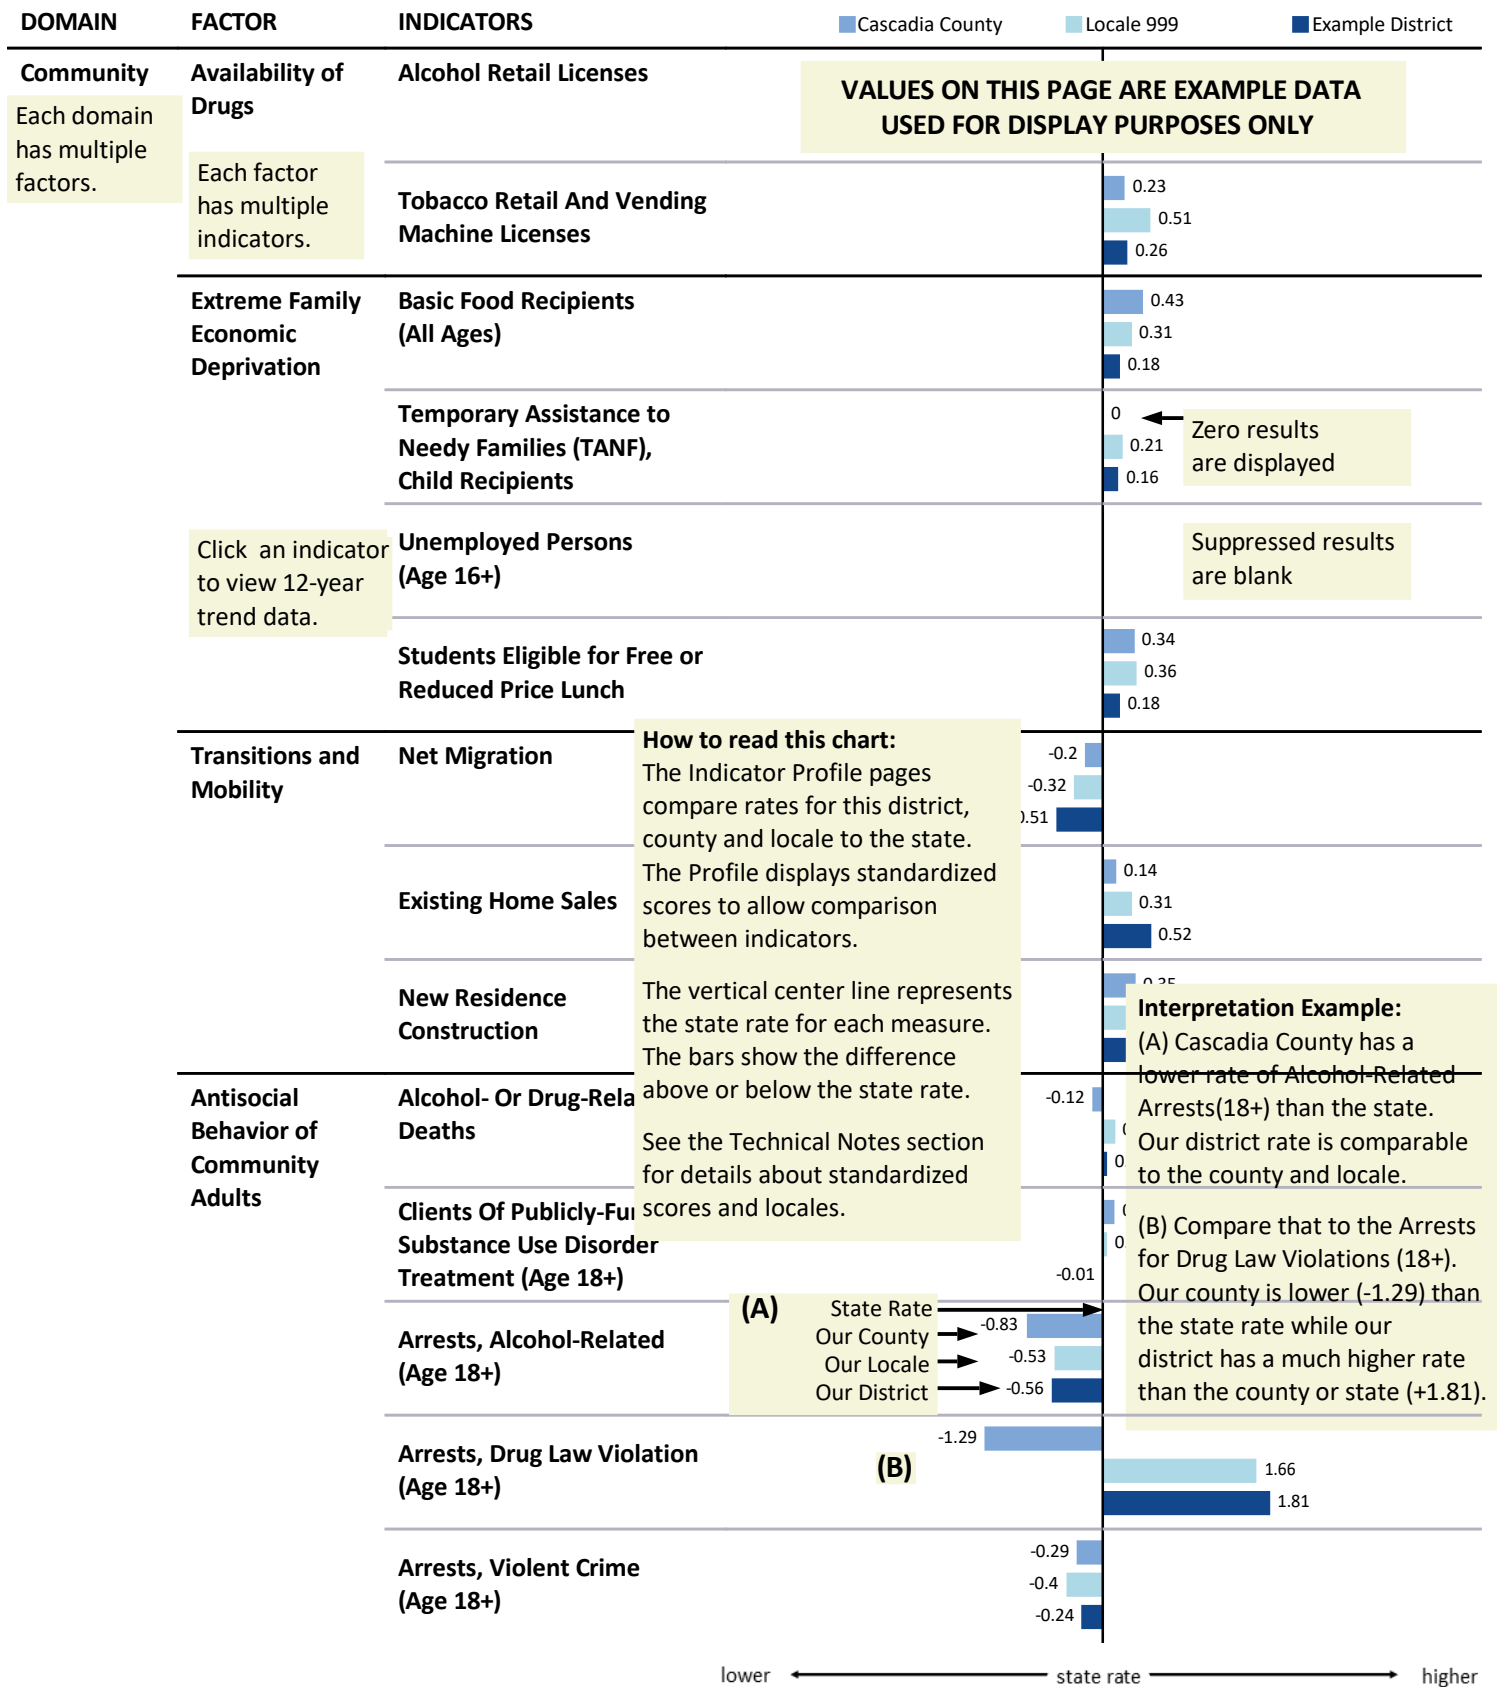 DOMAIN FACTOR INDICATORS Cascadia County Locale 999 Example District
Community
Each domain
has multiple
factors.
Availability of
Drugs
Each factor
has multiple
indicators.
Alcohol Retail Licenses
VALUES ON THIS PAGE ARE EXAMPLE DATA
USED FOR DISPLAY PURPOSES ONLY
Tobacco Retail And Vending
Machine Licenses
0.23
0.51
0.26
Extreme Family
Economic
Deprivation
Basic Food Recipients
(All Ages)
0.43
0.31
0.18
Temporary Assistance to
Needy Families (TANF),
Child Recipients
0
0.21
0.16
Zero results
are displayed
Click an indicator
to view 12-year
trend data.
Unemployed Persons
(Age 16+)
Suppressed results
are blank
Students Eligible for Free or
Reduced Price Lunch
0.34
0.36
0.18
Transitions and
Mobility
Net Migration
-0.2
-0.32
0.51
How to read this chart:
The Indicator Profile pages
compare rates for this district,
county and locale to the state.
The Profile displays standardized
scores to allow comparison
between indicators.
The vertical center line represents
the state rate for each measure.
The bars show the difference
above or below the state rate.
See the Technical Notes section
for details about standardized
scores and locales.
Existing Home Sales
0.14
0.31
0.52
New Residence
Construction
Interpretation Example:
(A) Cascadia County has a
lower rate of Alcohol-Related
Arrests(18+) than the state.
Our district rate is comparable
to the county and locale.
(B) Compare that to the Arrests
for Drug Law Violations (18+).
Our county is lower (-1.29) than
the state rate while our
district has a much higher rate
than the county or state (+1.81).
Antisocial
Behavior of
Community
Adults
Alcohol- Or Drug-Rela
Deaths
-0.12
Clients Of Publicly-Fu
Substance Use Disorder
Treatment (Age 18+)
-0.01
Arrests, Alcohol-Related
(Age 18+)
(A)
State Rate
Our County
Our Locale
Our District
-0.83
-0.53
-0.56
Arrests, Drug Law Violation
(Age 18+)
(B)
-1.29
1.66
1.81
Arrests, Violent Crime
(Age 18+)
-0.29
-0.4
-0.24
lower state rate higher